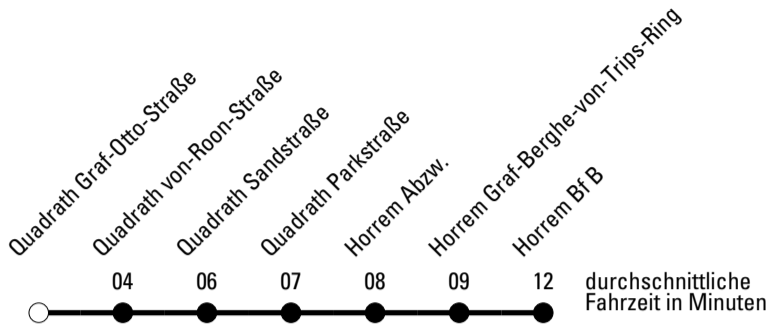 Quadrath Graf-Otto-Straße
Quadrath von-Roon-Straße
Quadrath Sandstraße
Quadrath Parkstraße
Horrem Abzw.
Horrem Graf-Berghe-von-Trips-Ring
Horrem Bf B
04 06 07 08 09 12 durchschnittliche
Fahrzeit in Minuten